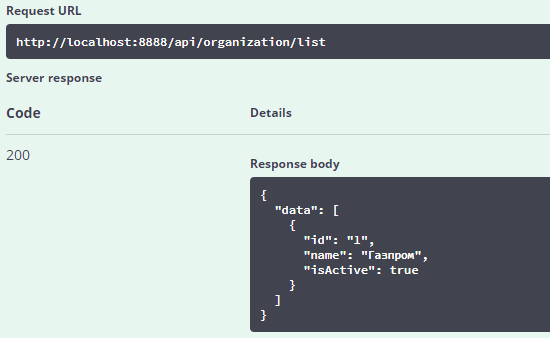 Request URL
http://localhost:8888/api/organization/list
Server response
Code Details
200
Response body
{
"data": [
{
"id": "1",
"name": "Газпром",
"isActive": true
}
]
}